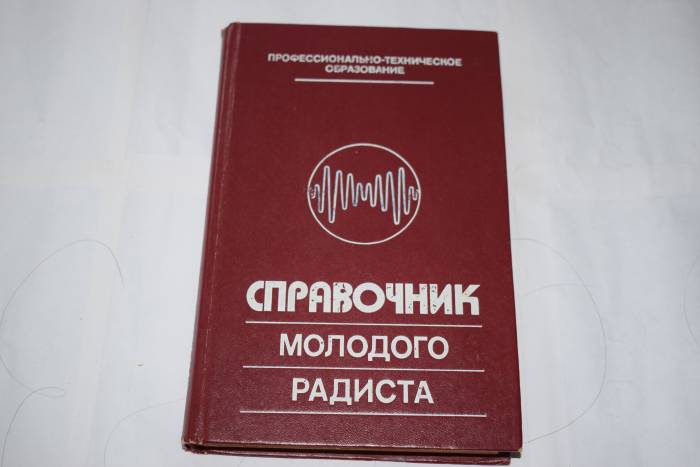 ПРОФЕССИОНАЛЬНО-ТЕХНИЧЕСКОЕ
ОБРАЗОВАНИЕ
СПРАВОЧНИК
МОЛОДОГО
РАДИСТА